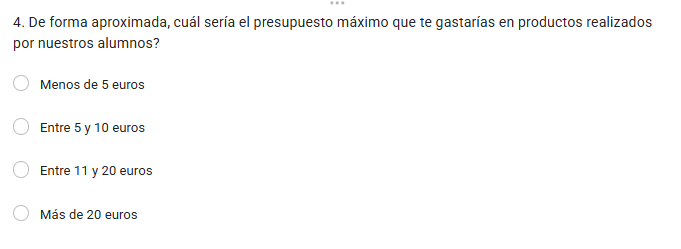 4. De forma aproximada, cuál sería el presupuesto máximo que te gastarías en productos realizados
por nuestros alumnos?
Menos de 5 euros
Entre 5 y 10 euros
Entre 11 y 20 euros
Más de 20 euros